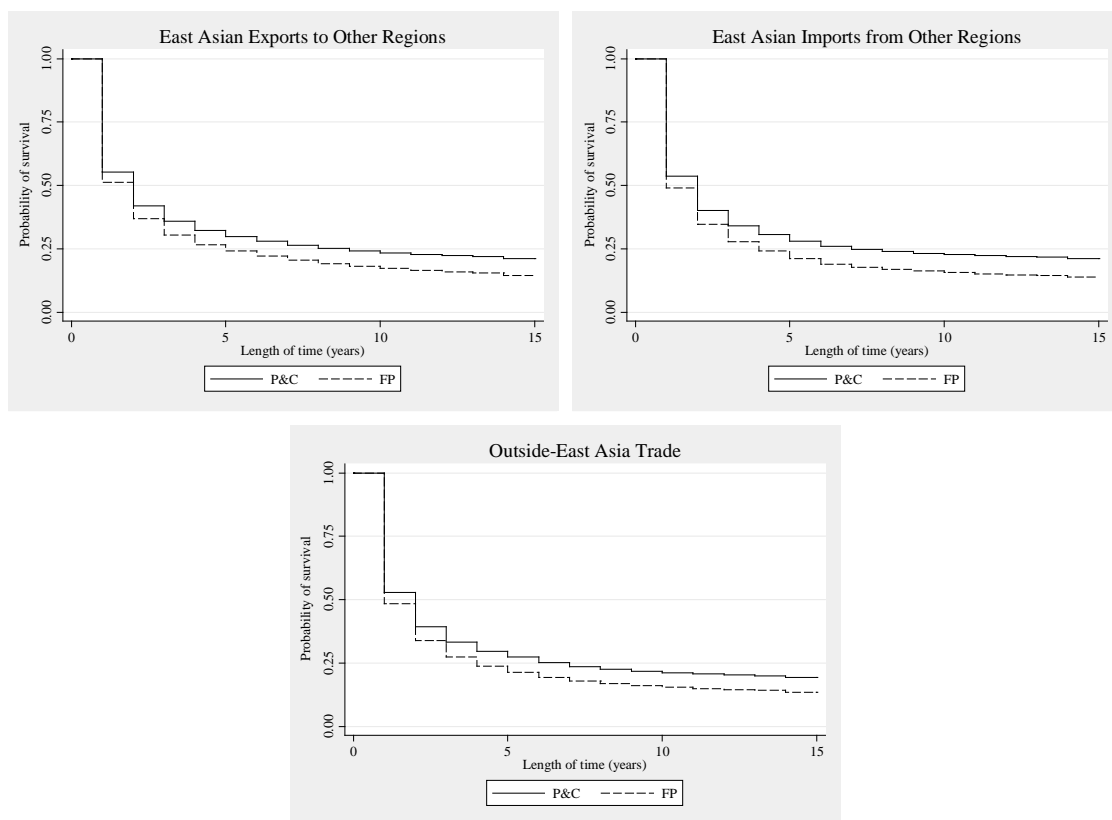 East Asian Exports to Other Regions
Probability of survival
1.00
0.75
0.50
0.25
0.00
0 5 10 15
Length of time (years)
P&C FP
East Asian Imports from Other Regions
Probability of survival
1.00
0.75
0.50
0.25
0.00
0 5 10 15
Length of time (years)
P&C FP
Outside-East Asia Trade
Probability of survival
1.00
0.75
0.50
0.25
0.00
0 5 10 15
Length of time (years)
P&C FP